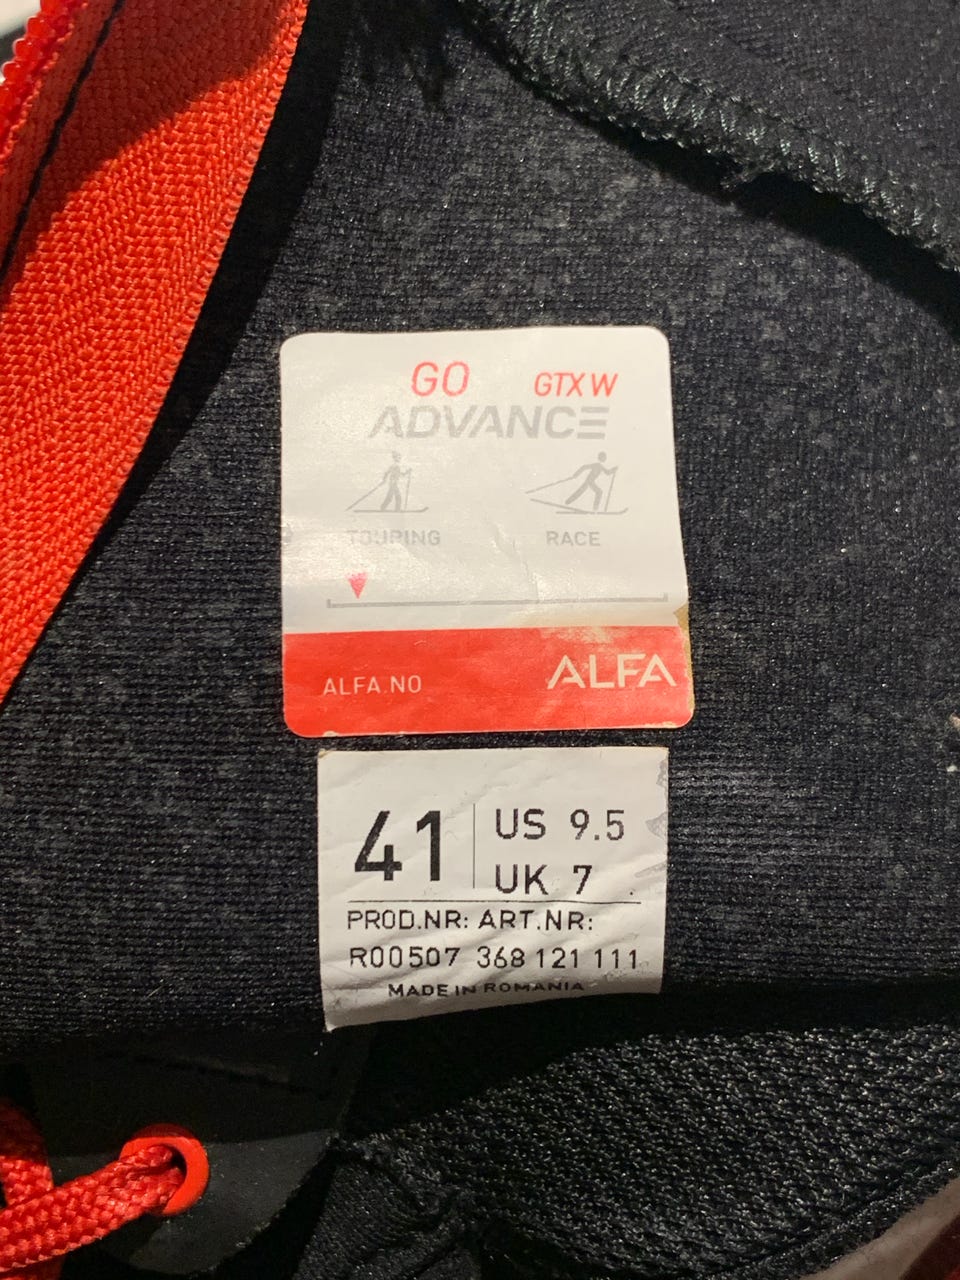 GO GTX W
ADVANCE
TOURING RACE
ALFA.NO ALFA
41 US 9.5
UK 7
PROD.NR: ART.NR:
R00507 368 121 111
MADE IN ROMANIA